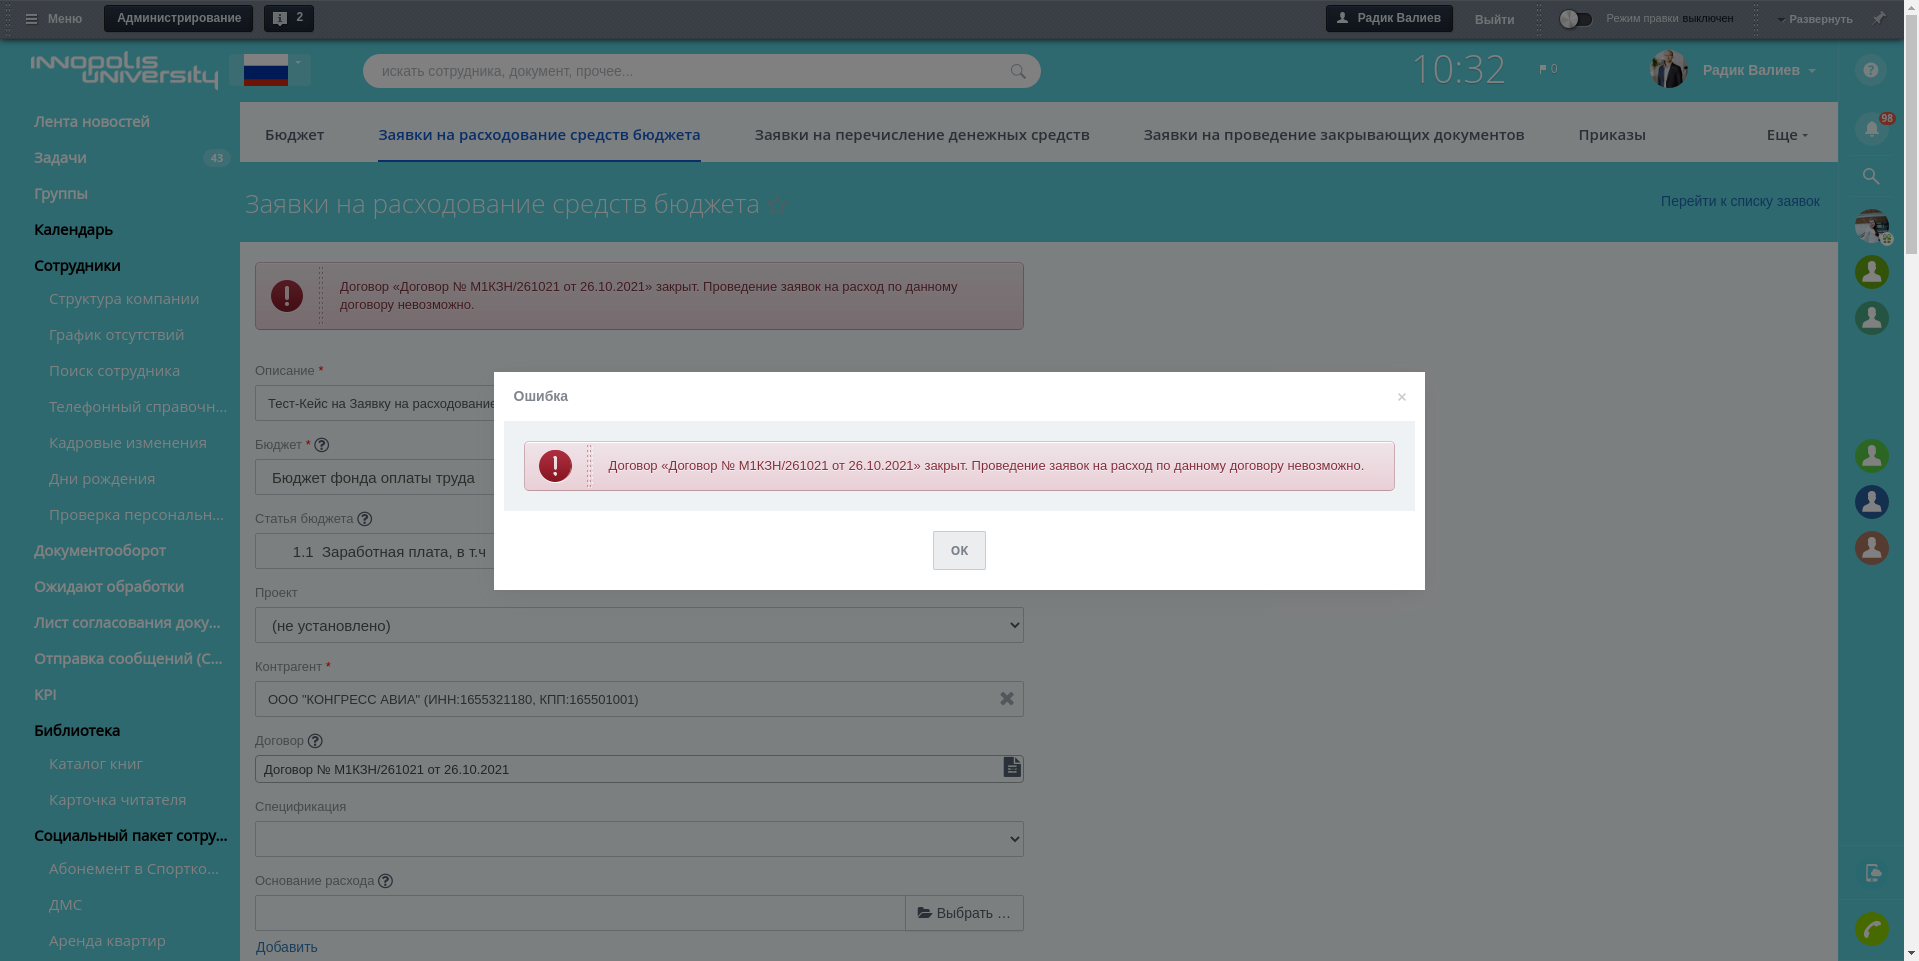 Меню
Администрирование
2
Радик Валиев
Выйти
Режим правки выключен
Развернуть
INNOPOLIS
UNIVERSITY
искать сотрудника, документ, прочее...
10:32
0
Радик Валиев
Лента новостей
Задачи
43
Группы
Календарь
Сотрудники
Структура компании
График отсутствий
Поиск сотрудника
Телефонный справочн...
Кадровые изменения
Дни рождения
Проверка персональн...
Документооборот
Ожидают обработки
Лист согласования доку...
Отправка сообщений (С...
KPI
Библиотека
Каталог книг
Карточка читателя
Социальный пакет сотру...
Абонемент в Спортко...
ДМС
Аренда квартир
Бюджет
Заявки на расходование средств бюджета
Заявки на перечисление денежных средств
Заявки на проведение закрывающих документов
Приказы
Еще
98
Заявки на расходование средств бюджета
Перейти к списку заявок
Договор «Договор № М1КЗН/261021 от 26.10.2021» закрыт. Проведение заявок на расход по данному
договору невозможно.
Описание *
Тест-Кейс на Заявку на расходование
Бюджет * ?
Бюджет фонда оплаты труда
Статья бюджета ?
1.1 Заработная плата, в т.ч
Проект
(не установлено)
Контрагент *
ООО "КОНГРЕСС АВИА" (ИНН:1655321180, КПП:165501001)
Договор ?
Договор № М1КЗН/261021 от 26.10.2021
Спецификация
Основание расхода ?
Выбрать ...
Добавить
Ошибка
×
Договор «Договор № М1КЗН/261021 от 26.10.2021» закрыт. Проведение заявок на расход по данному договору невозможно.
ОК